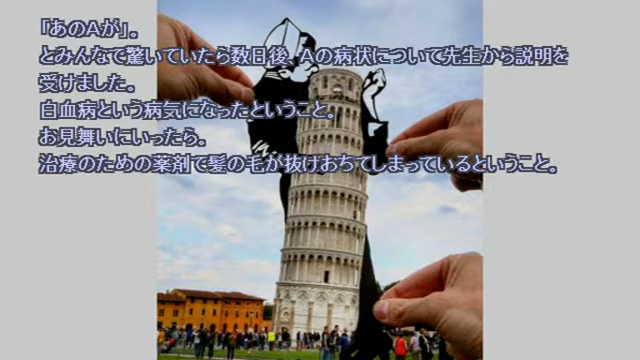 「あのAが」。
とみんなで驚いていたら数日後、Aの病状について先生から説明を
受けました。
白血病という病気になったということ。
お見舞いにいったら。
治療のための薬剤で髪の毛が抜けおちてしまっているということ。